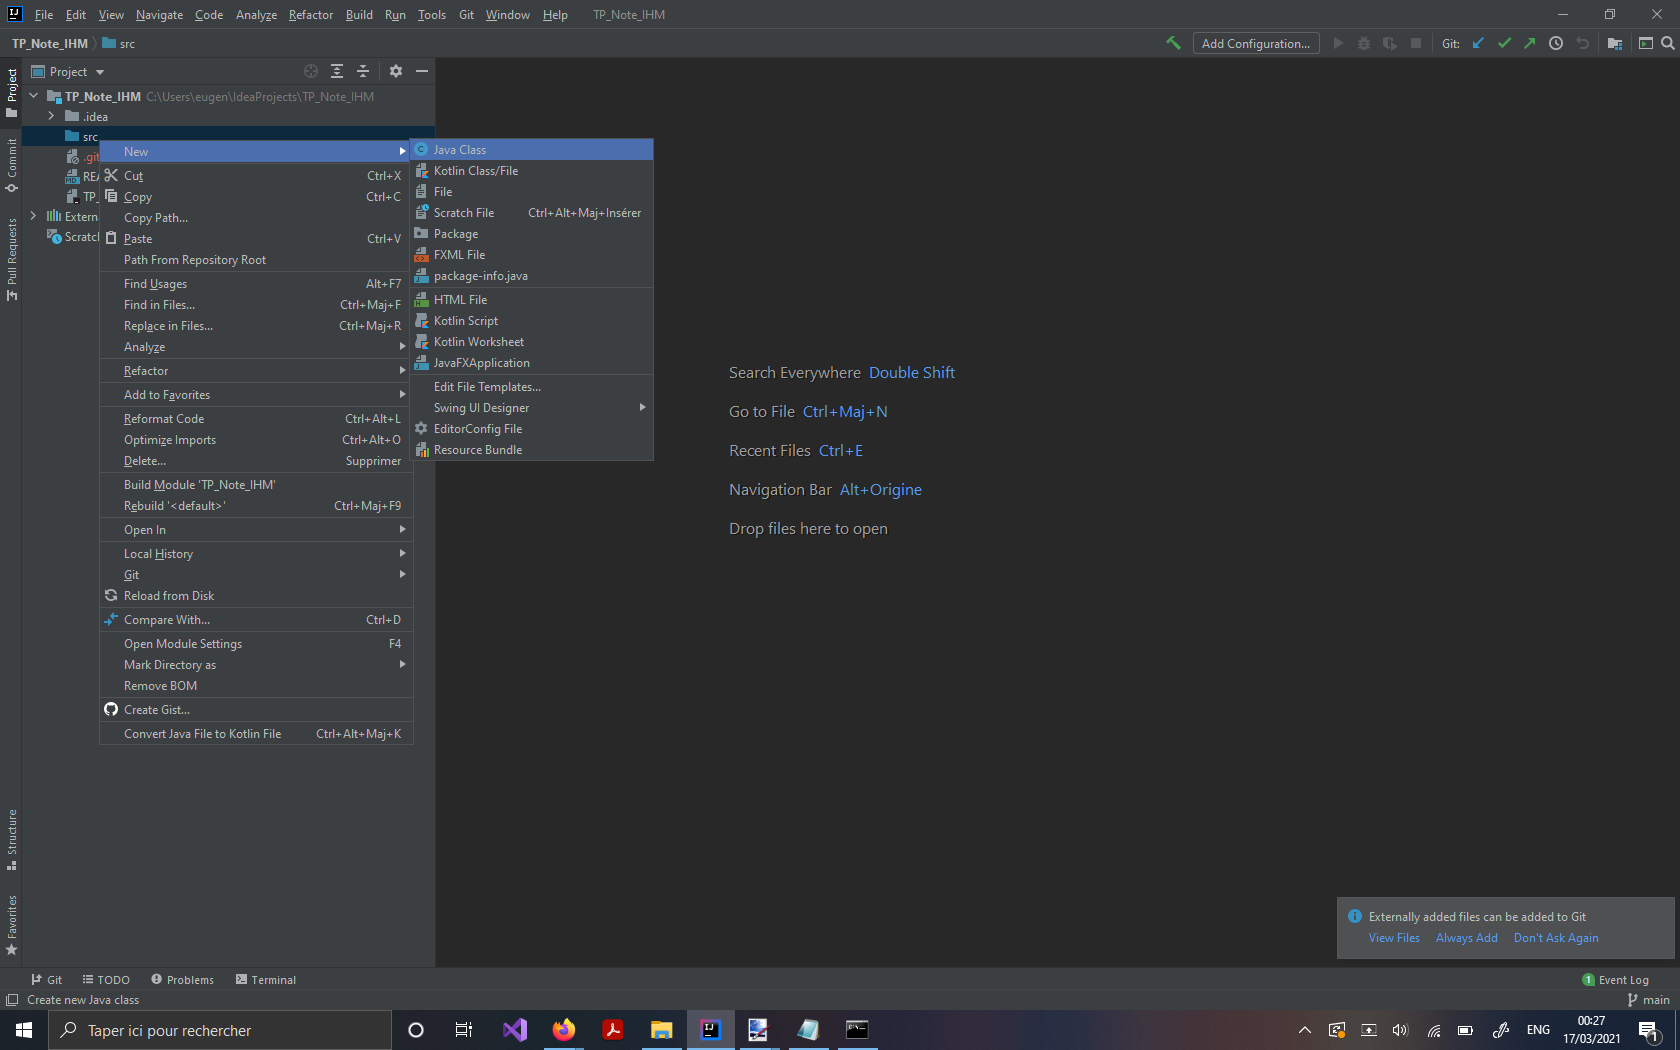 File Edit View Navigate Code Analyze Refactor Build Run Tools Git Window Help TP_Note_IHM
TP_Note_IHM src
Add Configuration... Git:
Project
TP_Note_IHM C:\Users\eugen\IdeaProjects\TP_Note_IHM
.idea
src
.git
REA
TP_
Extern
Scratch
New
Cut Ctrl+X
Copy Ctrl+C
Copy Path...
Paste Ctrl+V
Path From Repository Root
Find Usages Alt+F7
Find in Files... Ctrl+Maj+F
Replace in Files... Ctrl+Maj+R
Analyze
Refactor
Add to Favorites
Reformat Code Ctrl+Alt+L
Optimize Imports Ctrl+Alt+O
Delete... Supprimer
Build Module 'TP_Note_IHM'
Rebuild '<default>' Ctrl+Maj+F9
Open In
Local History
Git
Reload from Disk
Compare With... Ctrl+D
Open Module Settings F4
Mark Directory as
Remove BOM
Create Gist...
Convert Java File to Kotlin File Ctrl+Alt+Maj+K
Java Class
Kotlin Class/File
File
Scratch File Ctrl+Alt+Maj+Insérer
Package
FXML File
package-info.java
HTML File
Kotlin Script
Kotlin Worksheet
JavaFXApplication
Edit File Templates...
Swing UI Designer
EditorConfig File
Resource Bundle
Search Everywhere Double Shift
Go to File Ctrl+Maj+N
Recent Files Ctrl+E
Navigation Bar Alt+Origine
Drop files here to open
Project
Commit
Pull Requests
Structure
Favorites
Externally added files can be added to Git
View Files Always Add Don't Ask Again
Git TODO Problems Terminal
1 Event Log
Create new Java class
main
Taper ici pour rechercher
ENG
00:27
17/03/2021
1